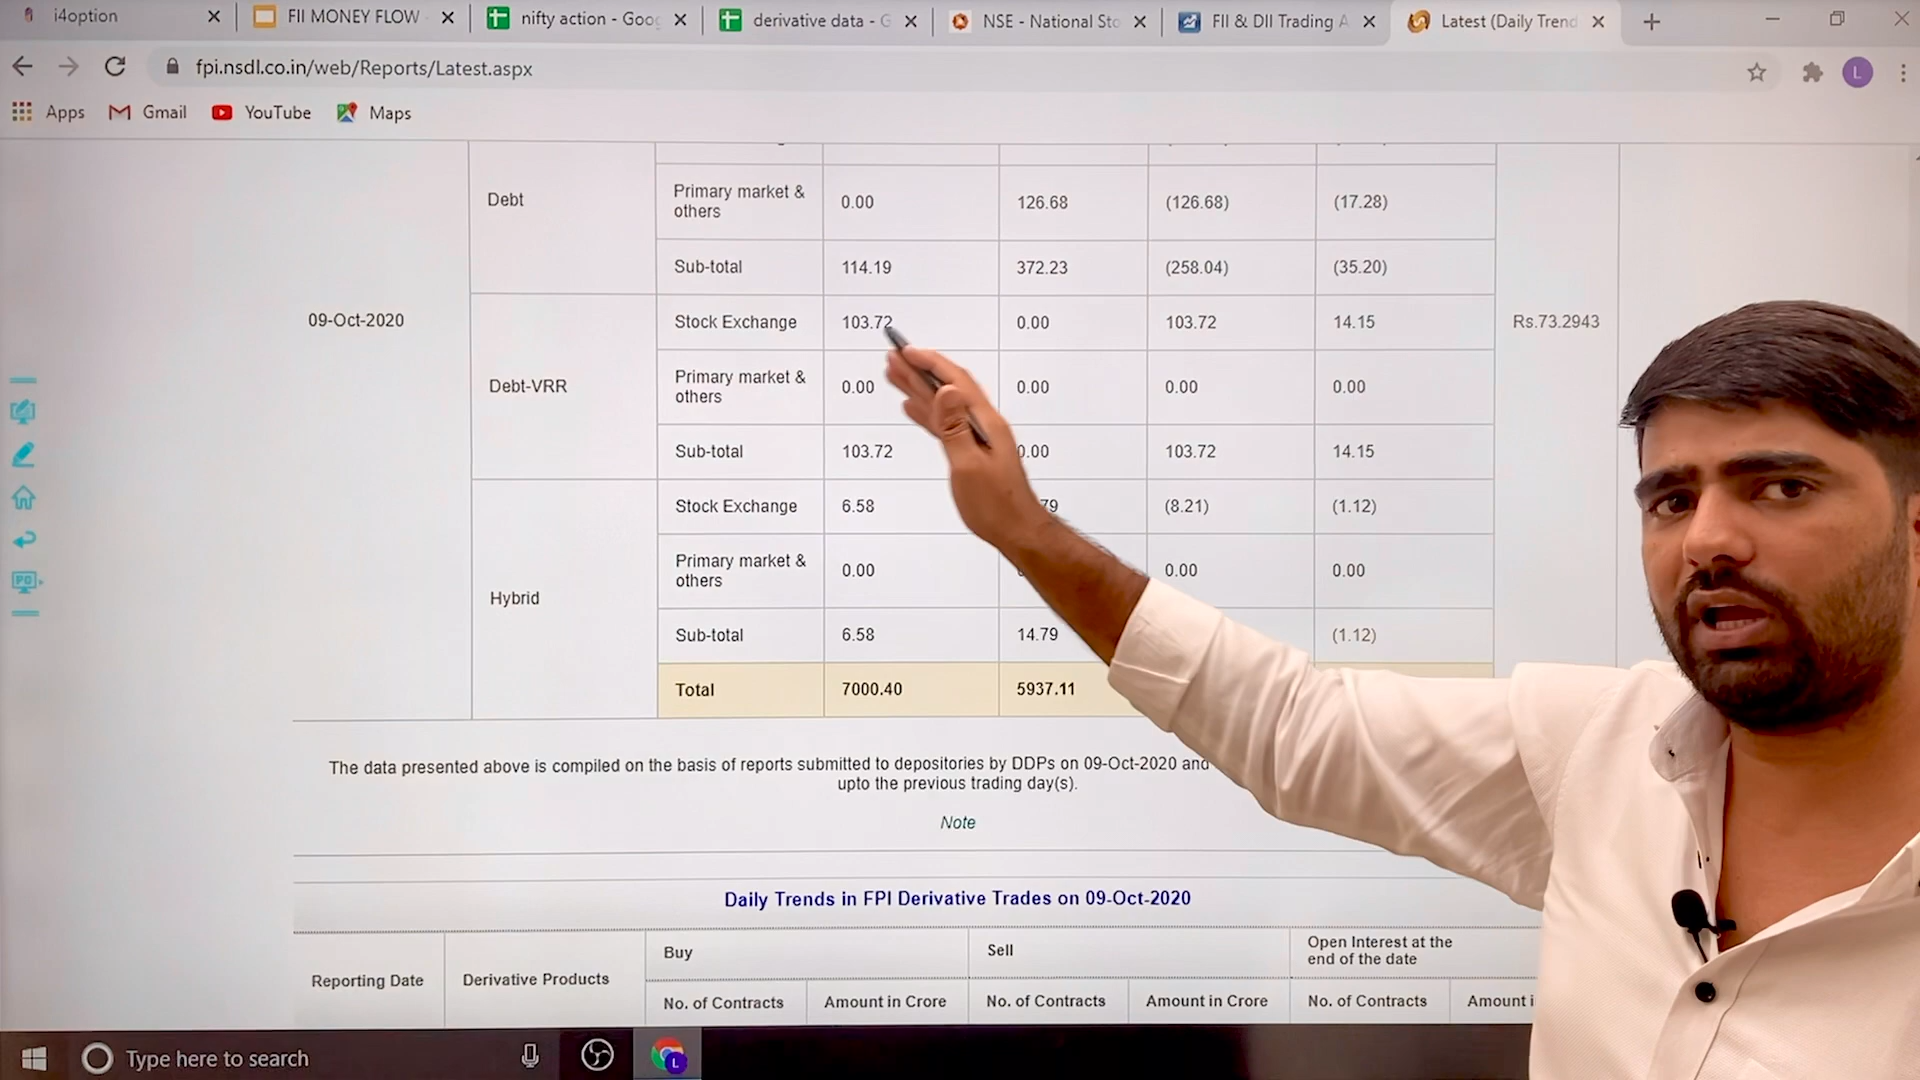 i4option
FII MONEY FLOW
nifty action - Goog
derivative data - G
NSE - National Sto
FII & DII Trading A
Latest (Daily Trend
fpi.nsdl.co.in/web/Reports/Latest.aspx
L
Apps
Gmail
YouTube
Maps
Debt
Primary market &
others
0.00
126.68
(126.68)
(17.28)
Sub-total
114.19
372.23
(258.04)
(35.20)
09-Oct-2020
Stock Exchange
103.72
0.00
103.72
14.15
Rs.73.2943
Debt-VRR
Primary market &
others
0.00
0.00
0.00
0.00
Sub-total
103.72
0.00
103.72
14.15
Stock Exchange
6.58
79
(8.21)
(1.12)
Hybrid
Primary market &
others
0.00
0.00
0.00
Sub-total
6.58
14.79
(1.12)
Total
7000.40
5937.11
The data presented above is compiled on the basis of reports submitted to depositories by DDPs on 09-Oct-2020 and
upto the previous trading day(s).
Note
Daily Trends in FPI Derivative Trades on 09-Oct-2020
Reporting Date
Derivative Products
Buy
Sell
Open Interest at the
end of the date
No. of Contracts
Amount in Crore
No. of Contracts
Amount in Crore
No. of Contracts
Amount i
Type here to search
L